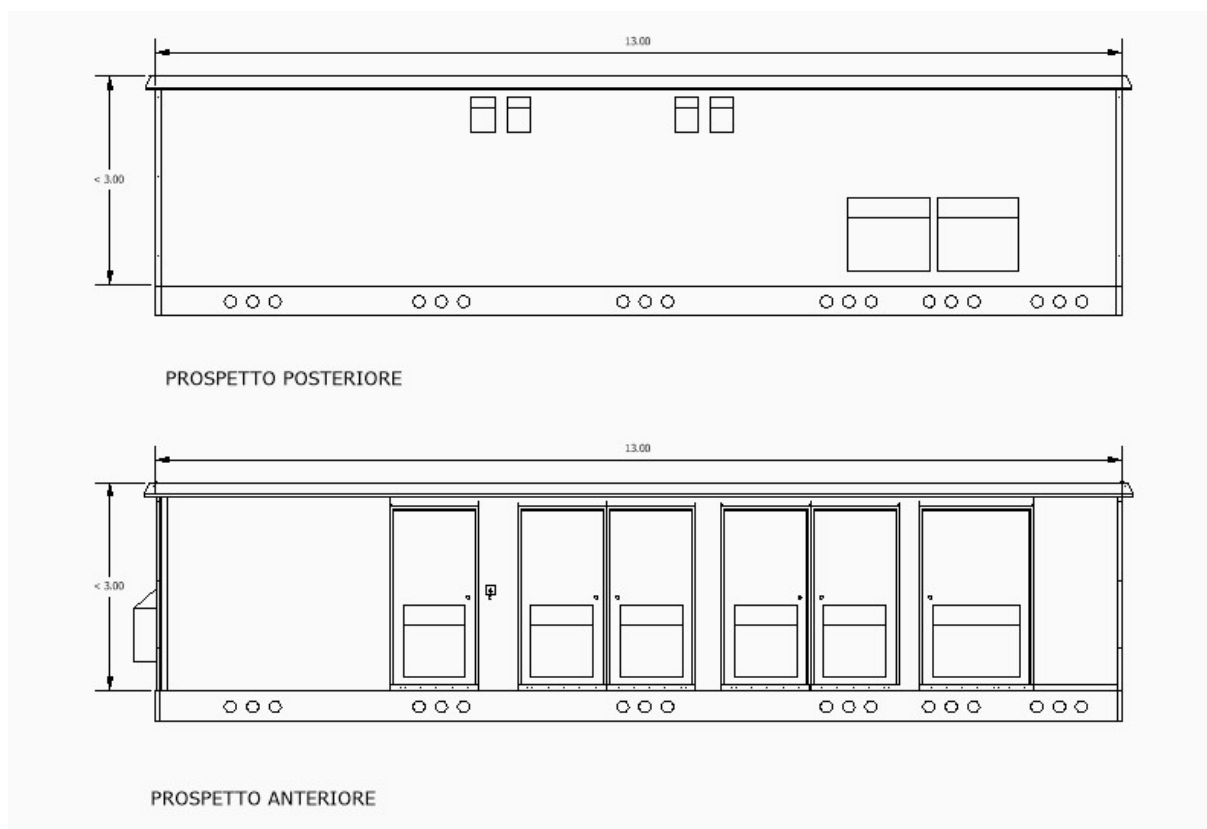 13.00
< 3.00
PROSPETTO POSTERIORE
13.00
< 3.00
PROSPETTO ANTERIORE